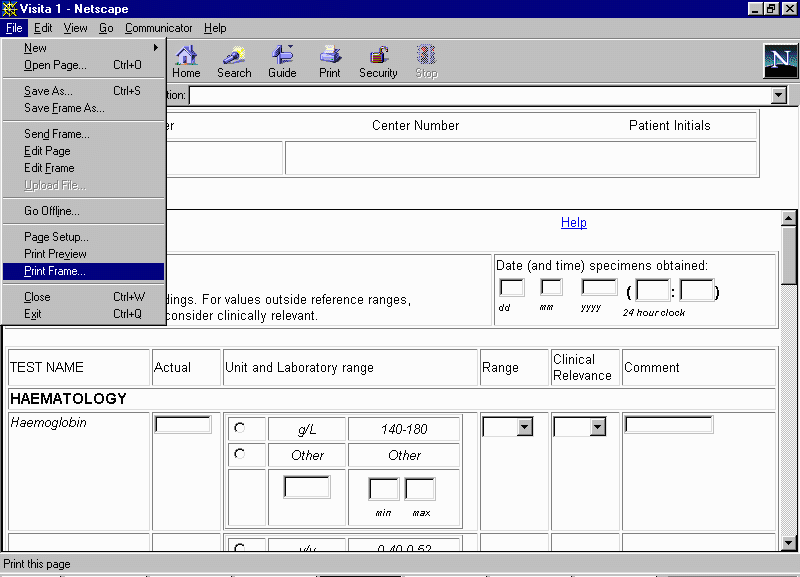 Visita 1 - Netscape
File Edit View Go Communicator Help
New
Open Page... Ctrl+O
Save As... Ctrl+S
Save Frame As...
Send Frame...
Edit Page
Edit Frame
Upload File...
Go Offline...
Page Setup...
Print Preview
Print Frame...
Close Ctrl+W
Exit Ctrl+Q
Home Search Guide Print Security Stop
N
tion:
er Center Number Patient Initials
Help
Date (and time) specimens obtained:
( : )
dd mm yyyy 24 hour clock
dings. For values outside reference ranges,
consider clinically relevant.
TEST NAME Actual Unit and Laboratory range Range Clinical Relevance Comment
HAEMATOLOGY
Haemoglobin g/L 140-180
Other Other
min max
v/v 0.40-0.52
Print this page